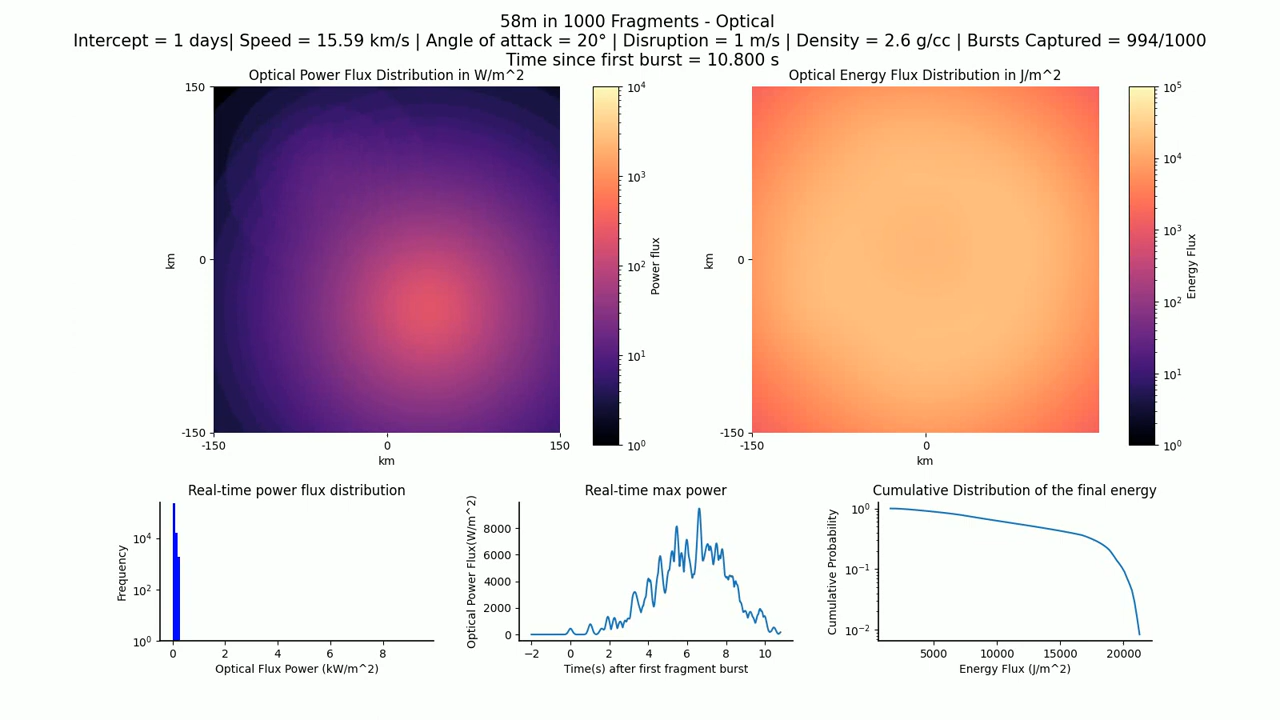 58m in 1000 Fragments - Optical
Intercept = 1 days| Speed = 15.59 km/s | Angle of attack = 20° | Disruption = 1 m/s | Density = 2.6 g/cc | Bursts Captured = 994/1000
Time since first burst = 10.800 s
Optical Power Flux Distribution in W/m^2
150
0
-150
km
-150
0
150
km
10^4
10^3
10^2
10^1
10^0
Power flux
Optical Energy Flux Distribution in J/m^2
0
-150
km
-150
0
km
10^5
10^4
10^3
10^2
10^1
10^0
Energy Flux
Real-time power flux distribution
10^4
10^2
10^0
Frequency
0 2 4 6 8
Optical Flux Power (kW/m^2)
Real-time max power
8000
6000
4000
2000
0
Optical Power Flux(W/m^2)
−2 0 2 4 6 8 10
Time(s) after first fragment burst
Cumulative Distribution of the final energy
10^0
10^−1
10^−2
Cumulative Probability
5000 10000 15000 20000
Energy Flux (J/m^2)